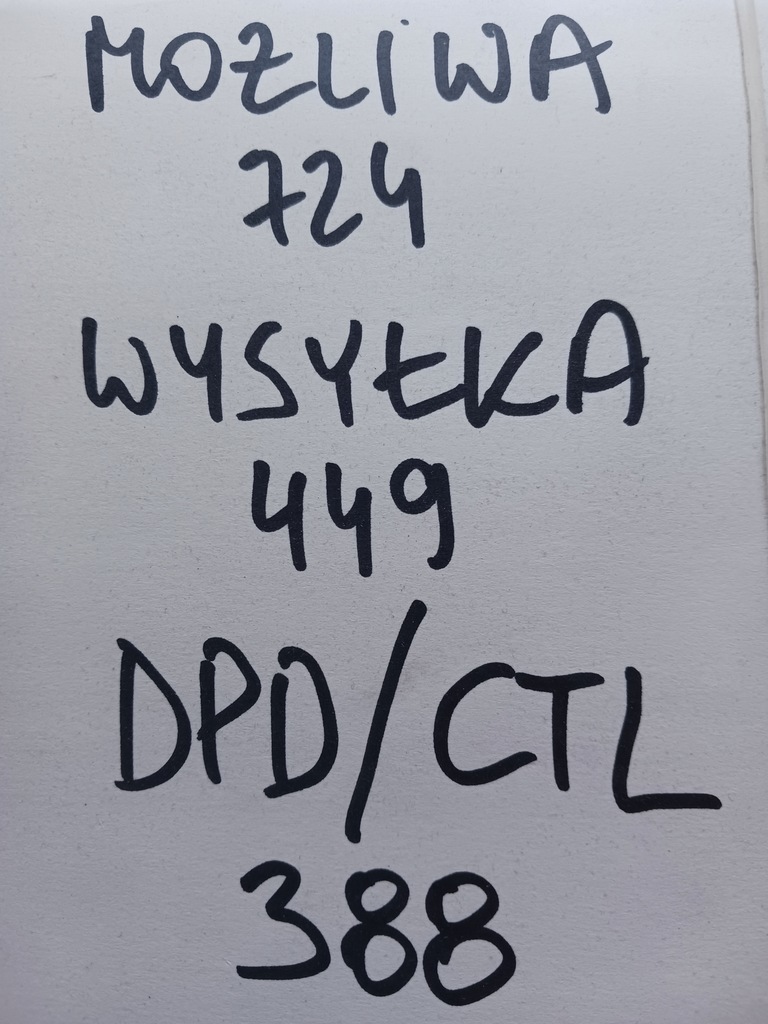 MOŻLIWA
724
WYSYŁKA
449
DPD/CTL
388